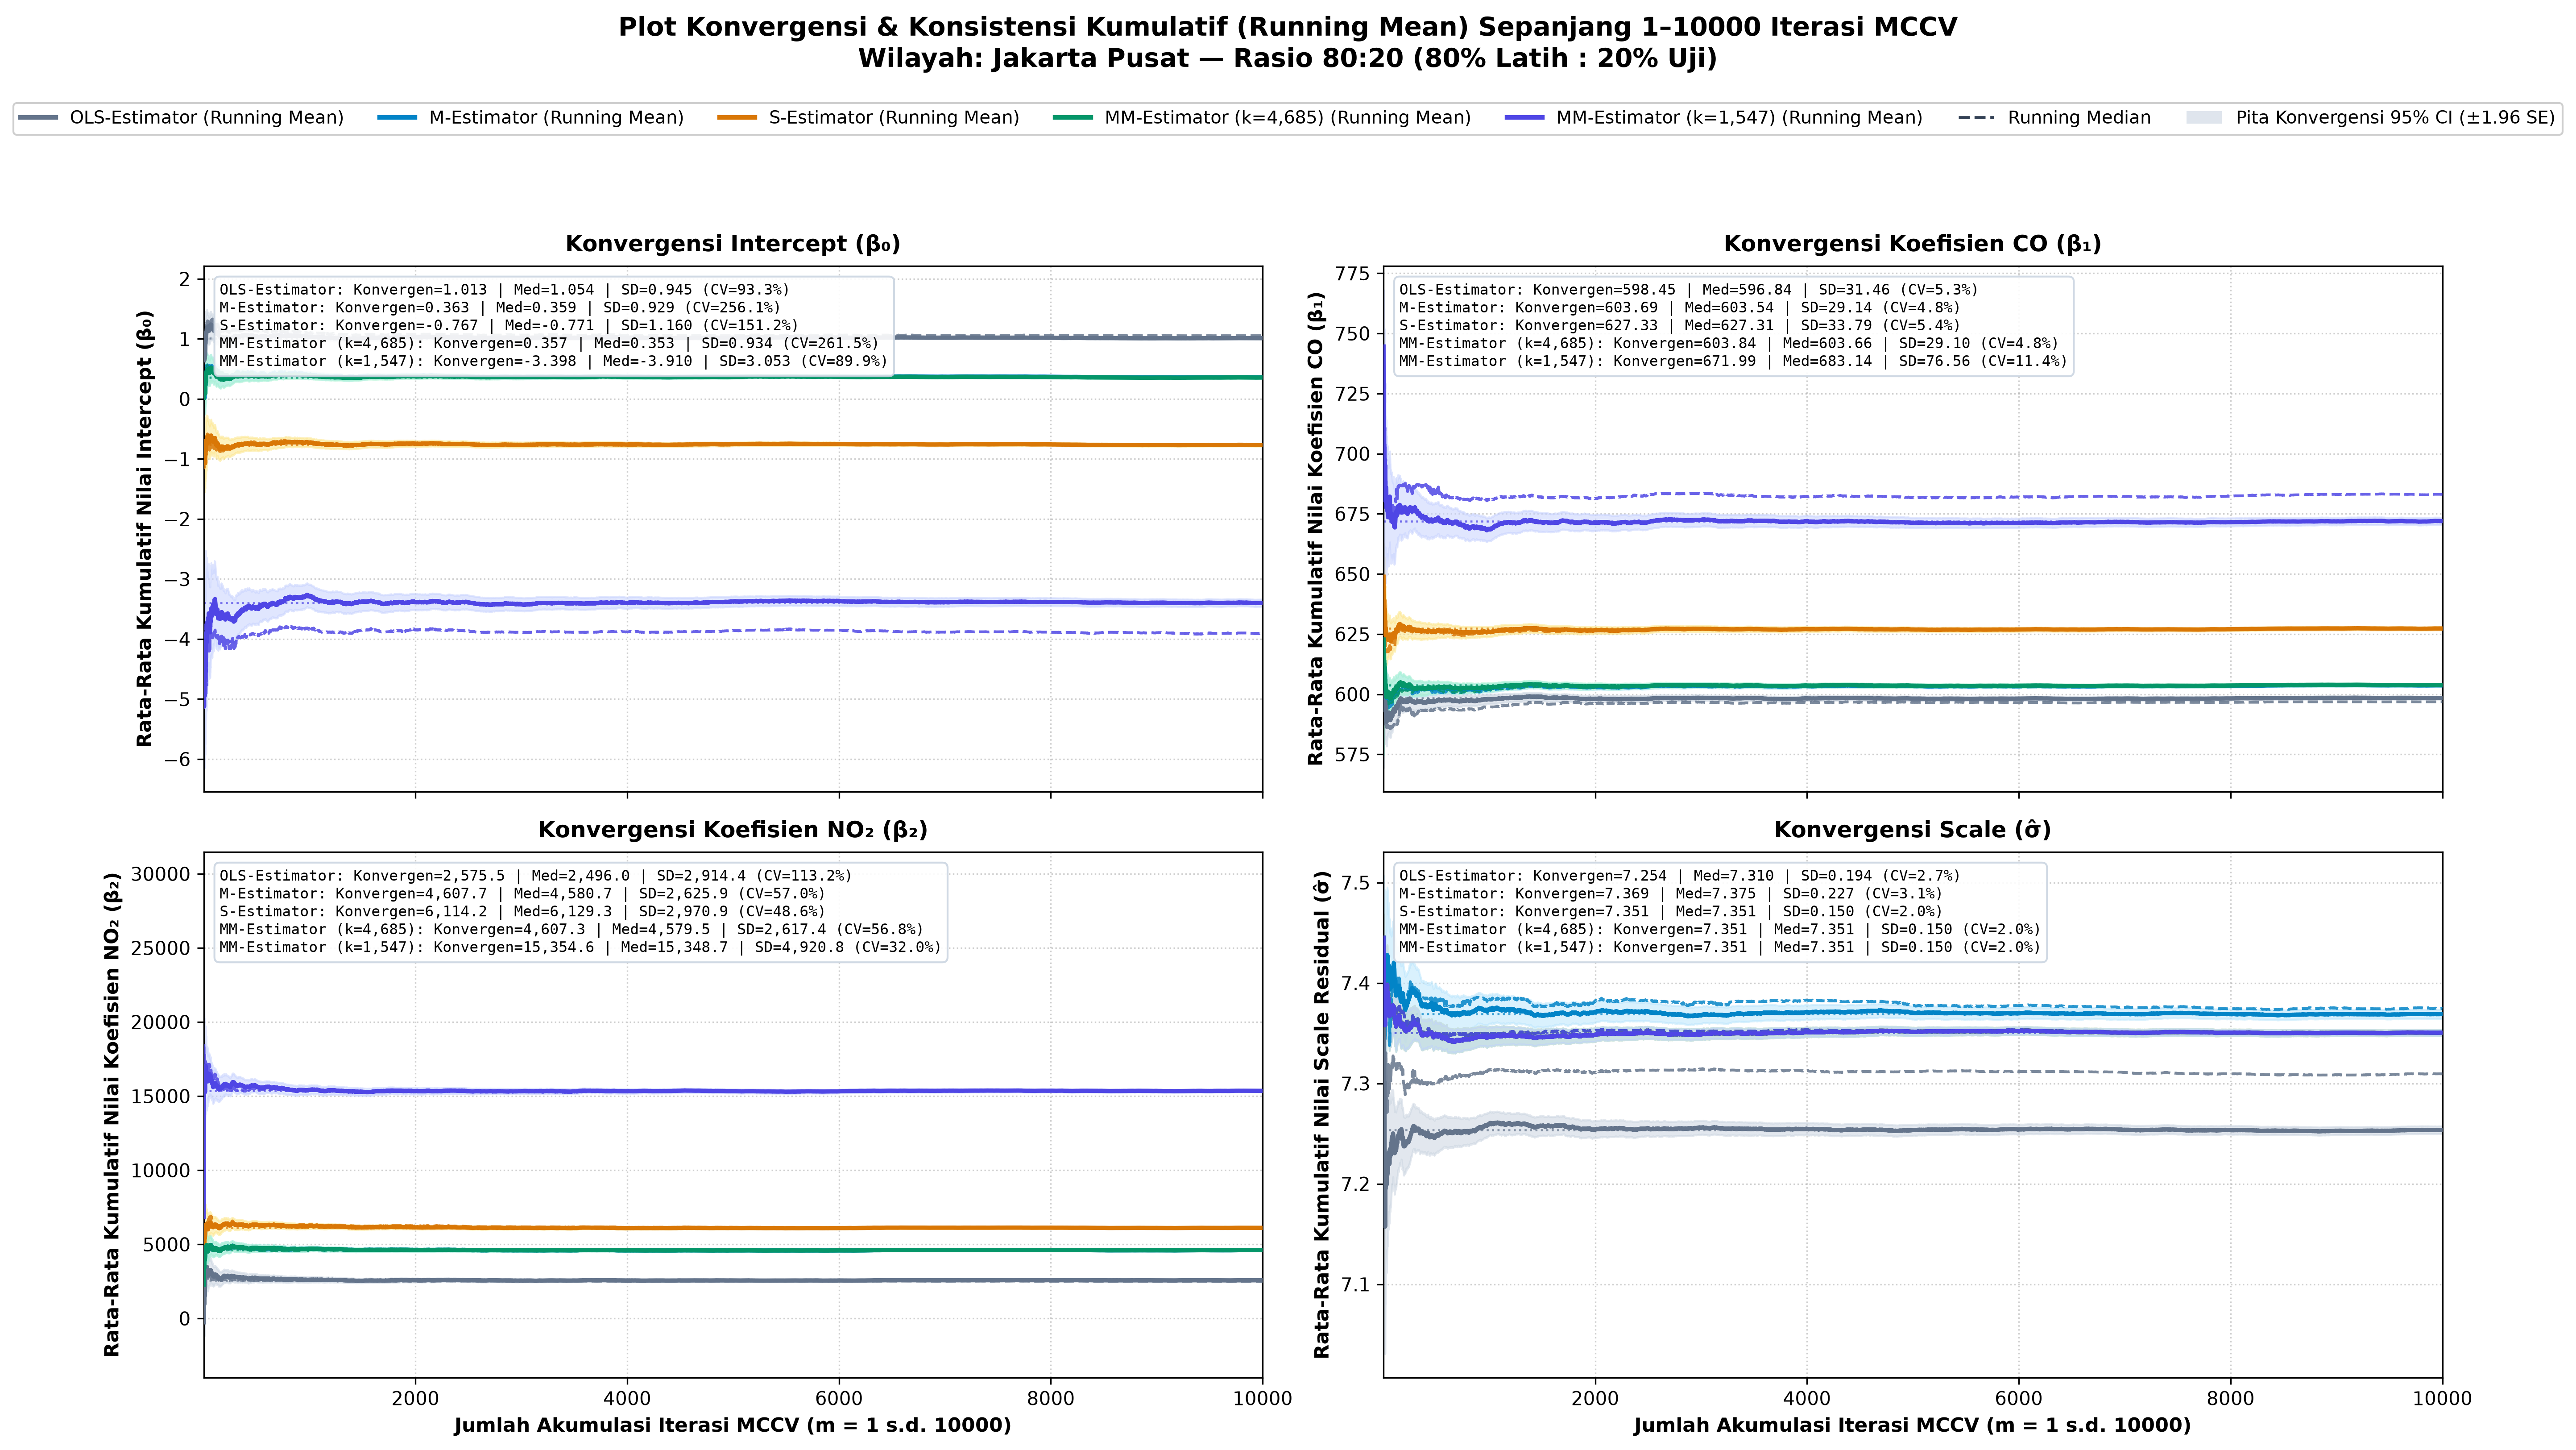 Plot Konvergensi & Konsistensi Kumulatif (Running Mean) Sepanjang 1–10000 Iterasi MCCV
Wilayah: Jakarta Pusat — Rasio 80:20 (80% Latih : 20% Uji)
OLS-Estimator (Running Mean)
M-Estimator (Running Mean)
S-Estimator (Running Mean)
MM-Estimator (k=4,685) (Running Mean)
MM-Estimator (k=1,547) (Running Mean)
Running Median
Pita Konvergensi 95% CI (±1.96 SE)
Konvergensi Intercept (β₀)
Rata-Rata Kumulatif Nilai Intercept (β₀)
2
1
0
−1
−2
−3
−4
−5
−6
OLS-Estimator: Konvergen=1.013 | Med=1.054 | SD=0.945 (CV=93.3%)
M-Estimator: Konvergen=0.363 | Med=0.359 | SD=0.929 (CV=256.1%)
S-Estimator: Konvergen=-0.767 | Med=-0.771 | SD=1.160 (CV=151.2%)
MM-Estimator (k=4,685): Konvergen=0.357 | Med=0.353 | SD=0.934 (CV=261.5%)
MM-Estimator (k=1,547): Konvergen=-3.398 | Med=-3.910 | SD=3.053 (CV=89.9%)
Konvergensi Koefisien CO (β₁)
Rata-Rata Kumulatif Nilai Koefisien CO (β₁)
775
750
725
700
675
650
625
600
575
OLS-Estimator: Konvergen=598.45 | Med=596.84 | SD=31.46 (CV=5.3%)
M-Estimator: Konvergen=603.69 | Med=603.54 | SD=29.14 (CV=4.8%)
S-Estimator: Konvergen=627.33 | Med=627.31 | SD=33.79 (CV=5.4%)
MM-Estimator (k=4,685): Konvergen=603.84 | Med=603.66 | SD=29.10 (CV=4.8%)
MM-Estimator (k=1,547): Konvergen=671.99 | Med=683.14 | SD=76.56 (CV=11.4%)
Konvergensi Koefisien NO₂ (β₂)
Rata-Rata Kumulatif Nilai Koefisien NO₂ (β₂)
30000
25000
20000
15000
10000
5000
0
OLS-Estimator: Konvergen=2,575.5 | Med=2,496.0 | SD=2,914.4 (CV=113.2%)
M-Estimator: Konvergen=4,607.7 | Med=4,580.7 | SD=2,625.9 (CV=57.0%)
S-Estimator: Konvergen=6,114.2 | Med=6,129.3 | SD=2,970.9 (CV=48.6%)
MM-Estimator (k=4,685): Konvergen=4,607.3 | Med=4,579.5 | SD=2,617.4 (CV=56.8%)
MM-Estimator (k=1,547): Konvergen=15,354.6 | Med=15,348.7 | SD=4,920.8 (CV=32.0%)
2000 4000 6000 8000 10000
Jumlah Akumulasi Iterasi MCCV (m = 1 s.d. 10000)
Konvergensi Scale (σ̂)
Rata-Rata Kumulatif Nilai Scale Residual (σ̂)
7.5
7.4
7.3
7.2
7.1
OLS-Estimator: Konvergen=7.254 | Med=7.310 | SD=0.194 (CV=2.7%)
M-Estimator: Konvergen=7.369 | Med=7.375 | SD=0.227 (CV=3.1%)
S-Estimator: Konvergen=7.351 | Med=7.351 | SD=0.150 (CV=2.0%)
MM-Estimator (k=4,685): Konvergen=7.351 | Med=7.351 | SD=0.150 (CV=2.0%)
MM-Estimator (k=1,547): Konvergen=7.351 | Med=7.351 | SD=0.150 (CV=2.0%)
2000 4000 6000 8000 10000
Jumlah Akumulasi Iterasi MCCV (m = 1 s.d. 10000)